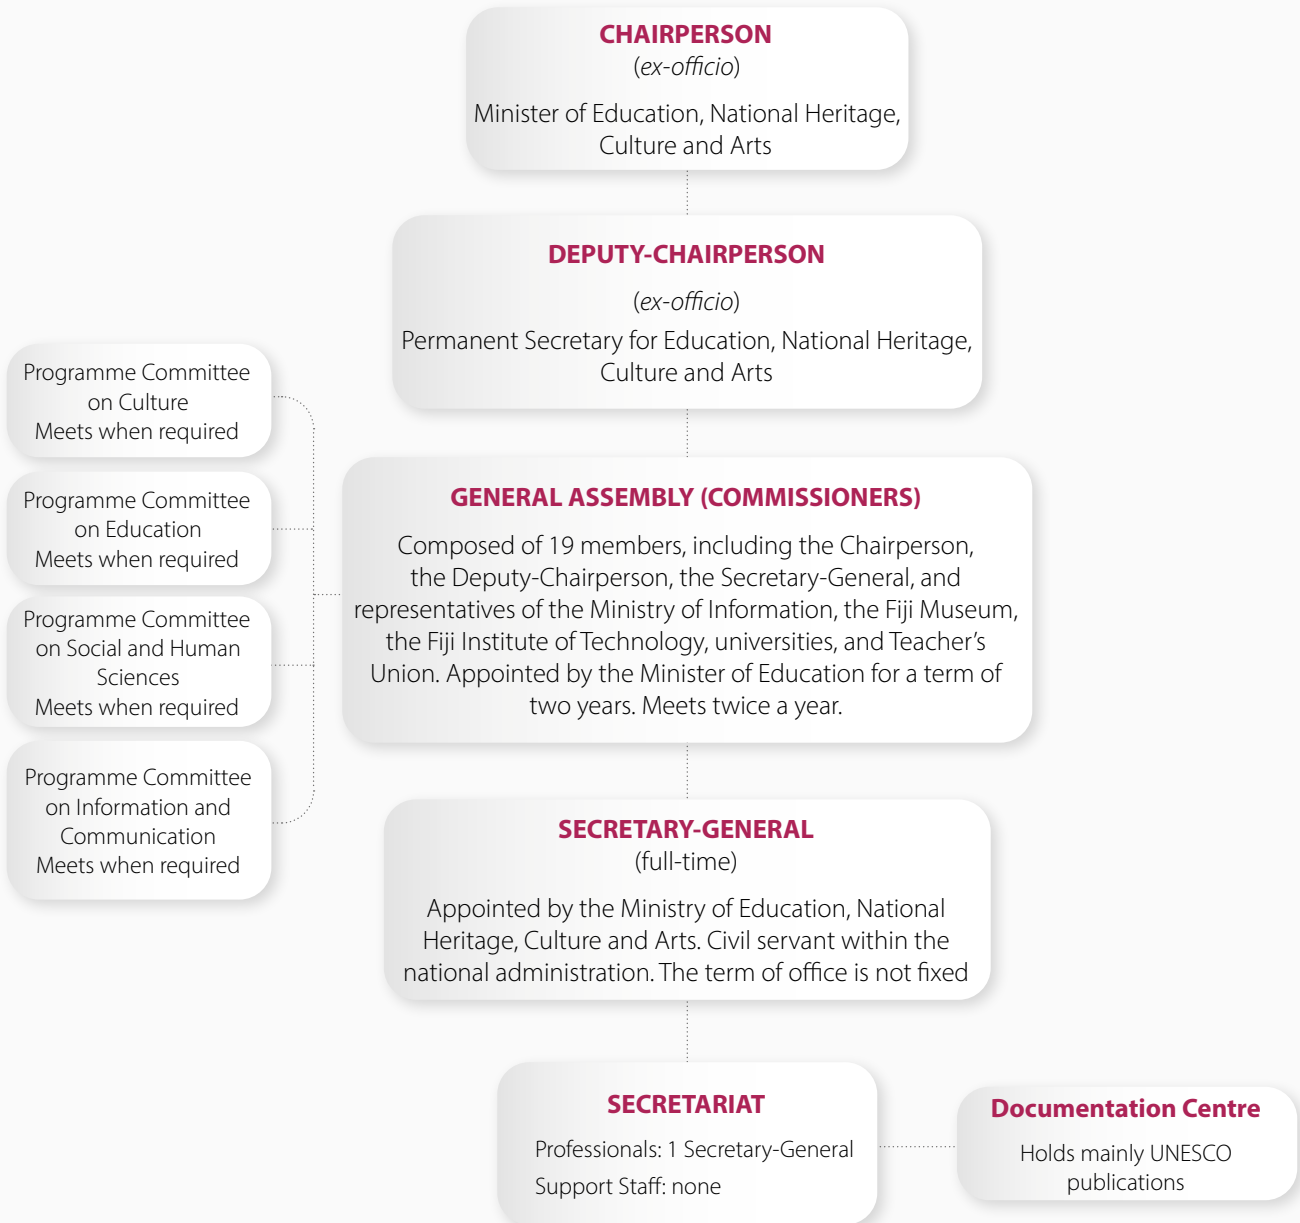 CHAIRPERSON
(ex-officio)
Minister of Education, National Heritage,
Culture and Arts
DEPUTY-CHAIRPERSON
(ex-officio)
Permanent Secretary for Education, National Heritage,
Culture and Arts
Programme Committee
on Culture
Meets when required
Programme Committee
on Education
Meets when required
Programme Committee
on Social and Human
Sciences
Meets when required
Programme Committee
on Information and
Communication
Meets when required
GENERAL ASSEMBLY (COMMISSIONERS)
Composed of 19 members, including the Chairperson,
the Deputy-Chairperson, the Secretary-General, and
representatives of the Ministry of Information, the Fiji Museum,
the Fiji Institute of Technology, universities, and Teacher’s
Union. Appointed by the Minister of Education for a term of
two years. Meets twice a year.
SECRETARY-GENERAL
(full-time)
Appointed by the Ministry of Education, National
Heritage, Culture and Arts. Civil servant within the
national administration. The term of office is not fixed
SECRETARIAT
Professionals: 1 Secretary-General
Support Staff: none
Documentation Centre
Holds mainly UNESCO
publications